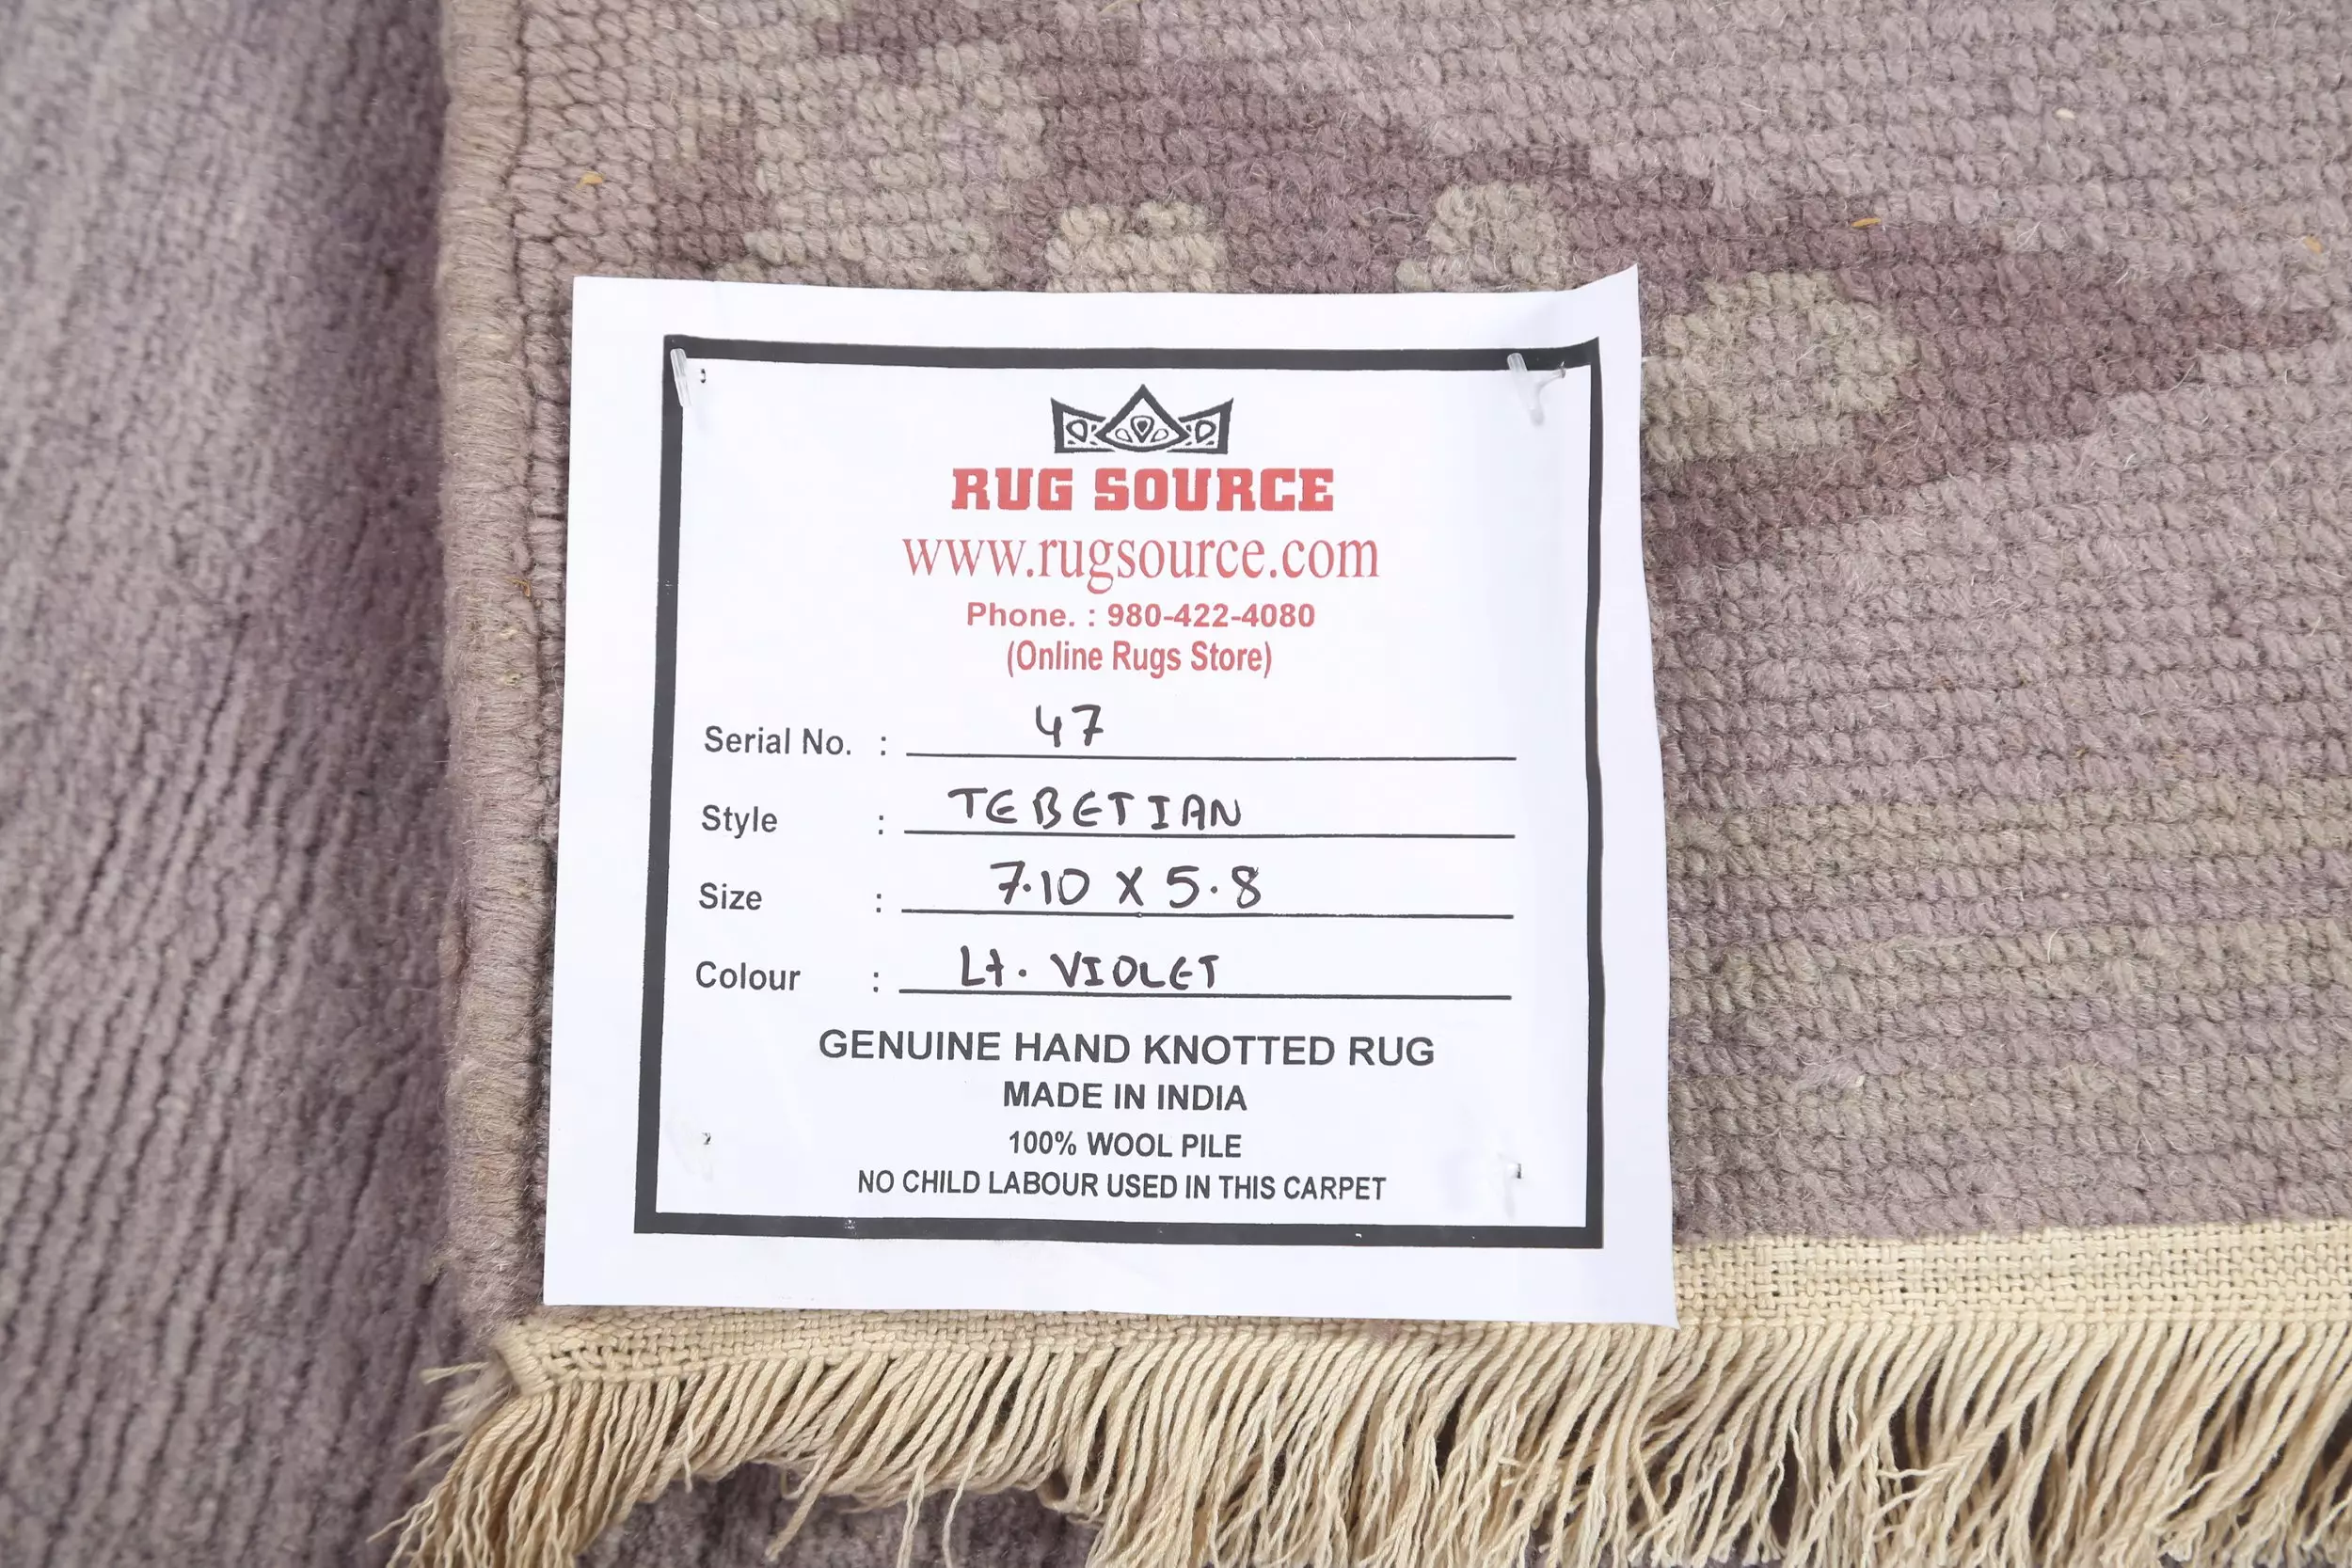 RUG SOURCE
www.rugsource.com
Phone. : 980-422-4080
(Online Rugs Store)
Serial No. : 47
Style : TEBETIAN
Size : 7.10 X 5.8
Colour : Lt. VIOLET
GENUINE HAND KNOTTED RUG
MADE IN INDIA
100% WOOL PILE
NO CHILD LABOUR USED IN THIS CARPET